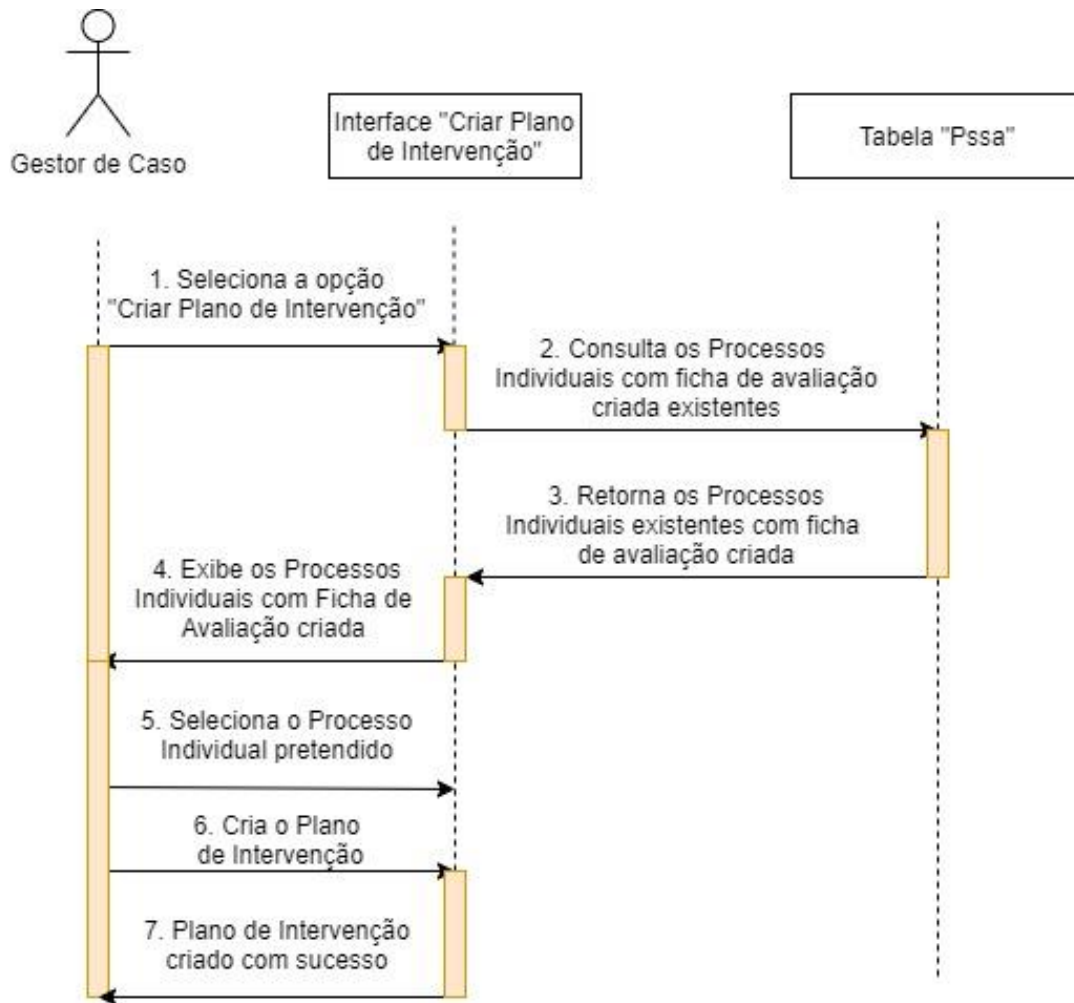 Gestor de Caso
Interface "Criar Plano
de Intervenção"
Tabela "Pssa"
1. Seleciona a opção
"Criar Plano de Intervenção"
2. Consulta os Processos
Individuais com ficha de avaliação
criada existentes
3. Retorna os Processos
Individuais existentes com ficha
de avaliação criada
4. Exibe os Processos
Individuais com Ficha de
Avaliação criada
5. Seleciona o Processo
Individual pretendido
6. Cria o Plano
de Intervenção
7. Plano de Intervenção
criado com sucesso